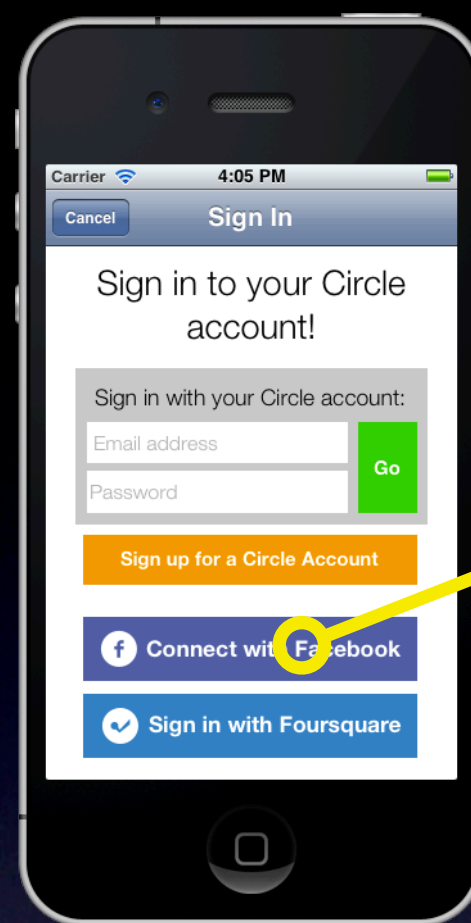 Carrier 4:05 PM
Cancel Sign In
Sign in to your Circle
account!
Sign in with your Circle account:
Email address
Go
Password
Sign up for a Circle Account
f Connect with Facebook
Sign in with Foursquare